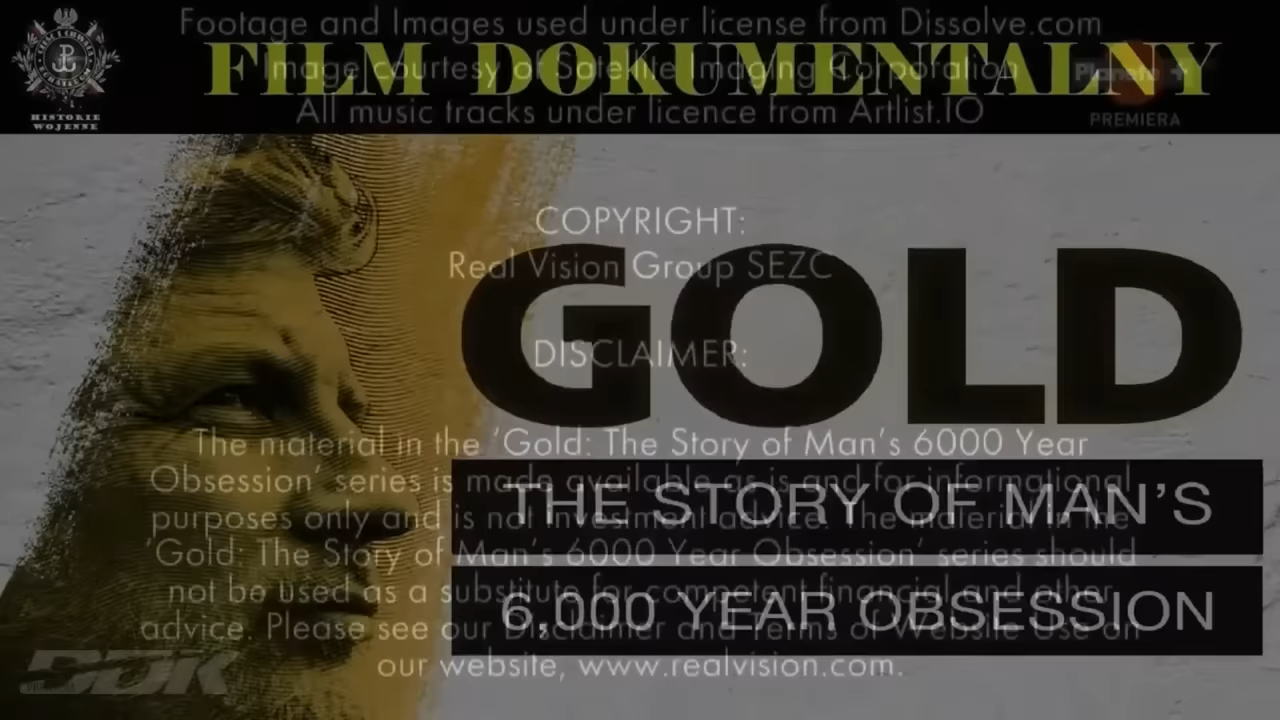 Footage and Images used under license from Dissolve.com
FILM DOKUMENTALNY
Image courtesy of Satellite Imaging Corporation
Planete +
All music tracks under licence from Artlist.IO
PREMIERA
HISTORIE
WOJENNE
COPYRIGHT:
Real Vision Group SEZC
GOLD
DISCLAIMER:
The material in the 'Gold: The Story of Man's 6000 Year
Obsession' series is made available as is and for informational
THE STORY OF MAN'S
purposes only and is not investment advice. The material in the
'Gold: The Story of Man's 6000 Year Obsession' series should
not be used as a substitute for competent financial and other
6,000 YEAR OBSESSION
advice. Please see our Disclaimer and Terms of Website Use on
our website, www.realvision.com.
DDK